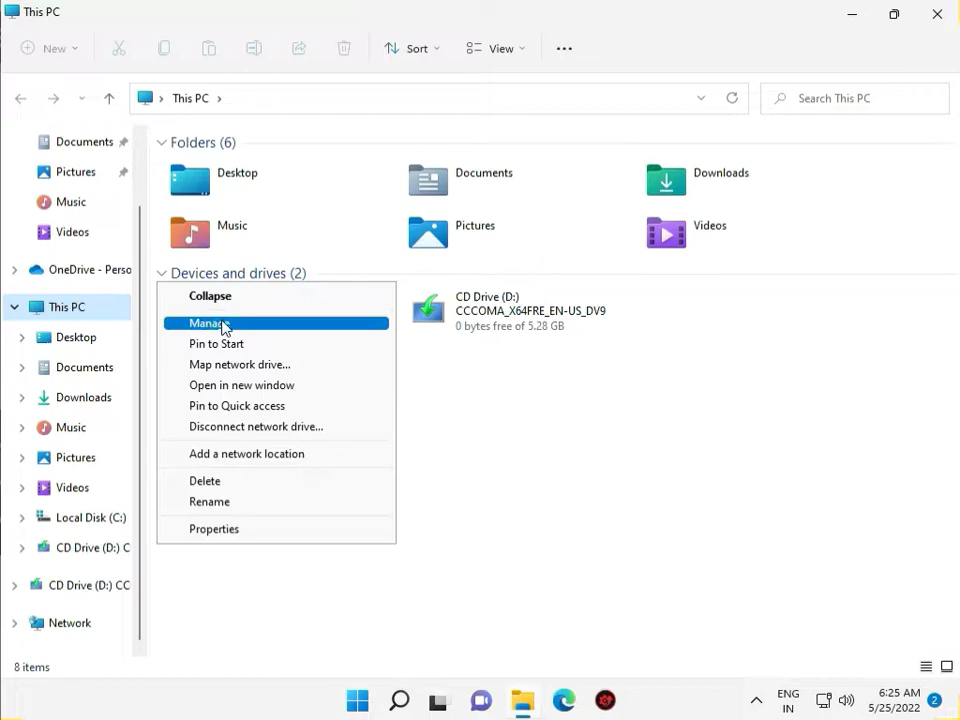 This PC
New
Sort
View
This PC
Search This PC
Documents
Pictures
Music
Videos
OneDrive - Perso
This PC
Desktop
Documents
Downloads
Music
Pictures
Videos
Local Disk (C:)
CD Drive (D:) C
CD Drive (D:) CC
Network
Folders (6)
Desktop
Documents
Downloads
Music
Pictures
Videos
Devices and drives (2)
CD Drive (D:)
CCCOMA_X64FRE_EN-US_DV9
0 bytes free of 5.28 GB
Collapse
Manage
Pin to Start
Map network drive...
Open in new window
Pin to Quick access
Disconnect network drive...
Add a network location
Delete
Rename
Properties
8 items
ENG
IN
6:25 AM
5/25/2022
2